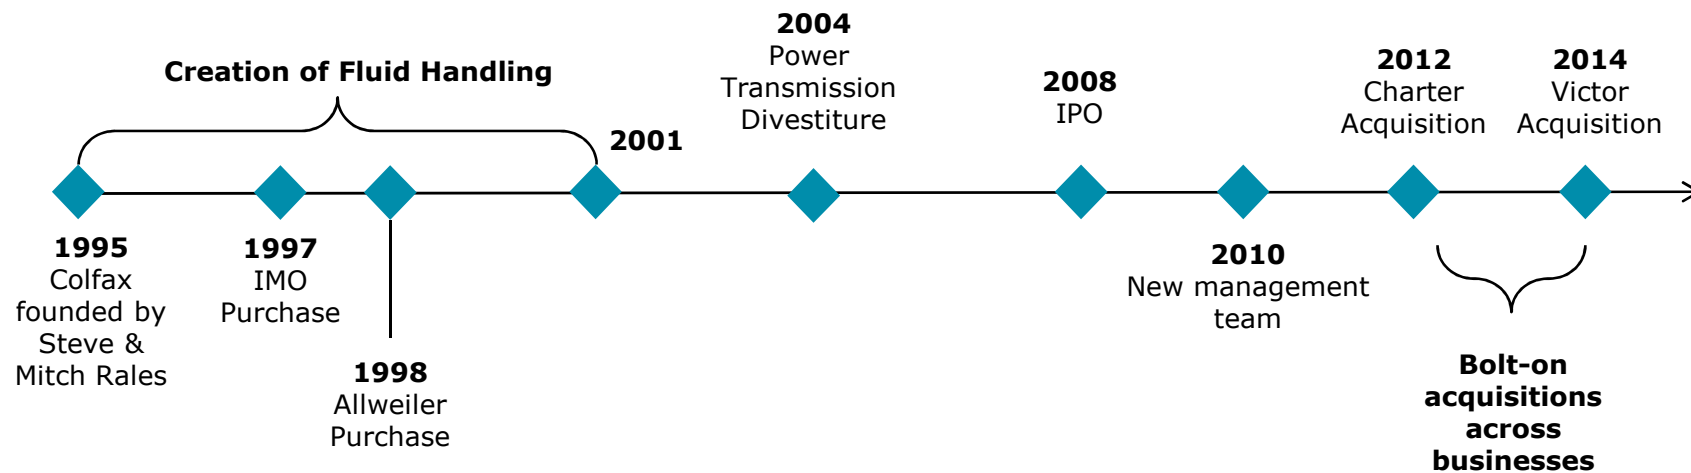 Creation of Fluid Handling
1995
Colfax
founded by
Steve &
Mitch Rales
1997
IMO
Purchase
1998
Allweiler
Purchase
2001
2004
Power
Transmission
Divestiture
2008
IPO
2010
New management
team
2012
Charter
Acquisition
2014
Victor
Acquisition
Bolt-on
acquisitions
across
businesses